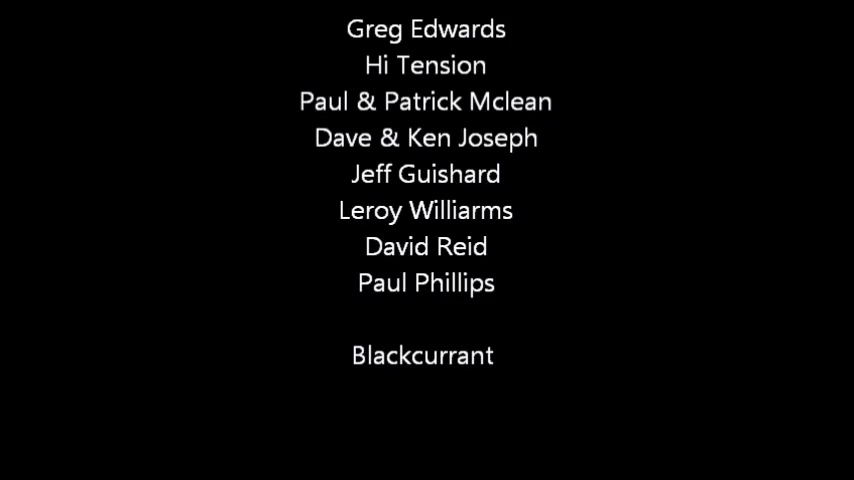 Greg Edwards
Hi Tension
Paul & Patrick Mclean
Dave & Ken Joseph
Jeff Guishard
Leroy Williarms
David Reid
Paul Phillips
Blackcurrant